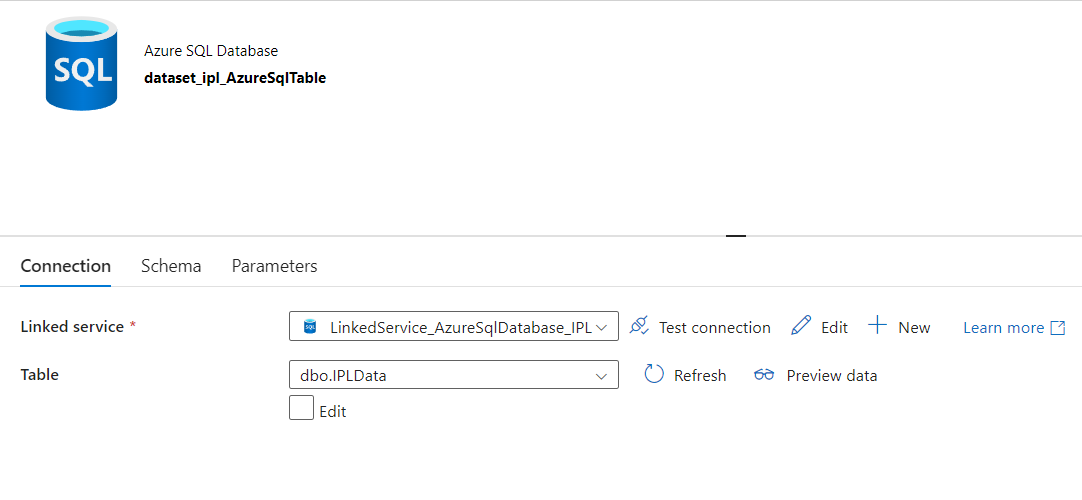 SQL
Azure SQL Database
dataset_ipl_AzureSqlTable
Connection Schema Parameters
Linked service * SQL LinkedService_AzureSqlDatabase_IPL Test connection Edit New Learn more
Table dbo.IPLData Refresh Preview data
Edit